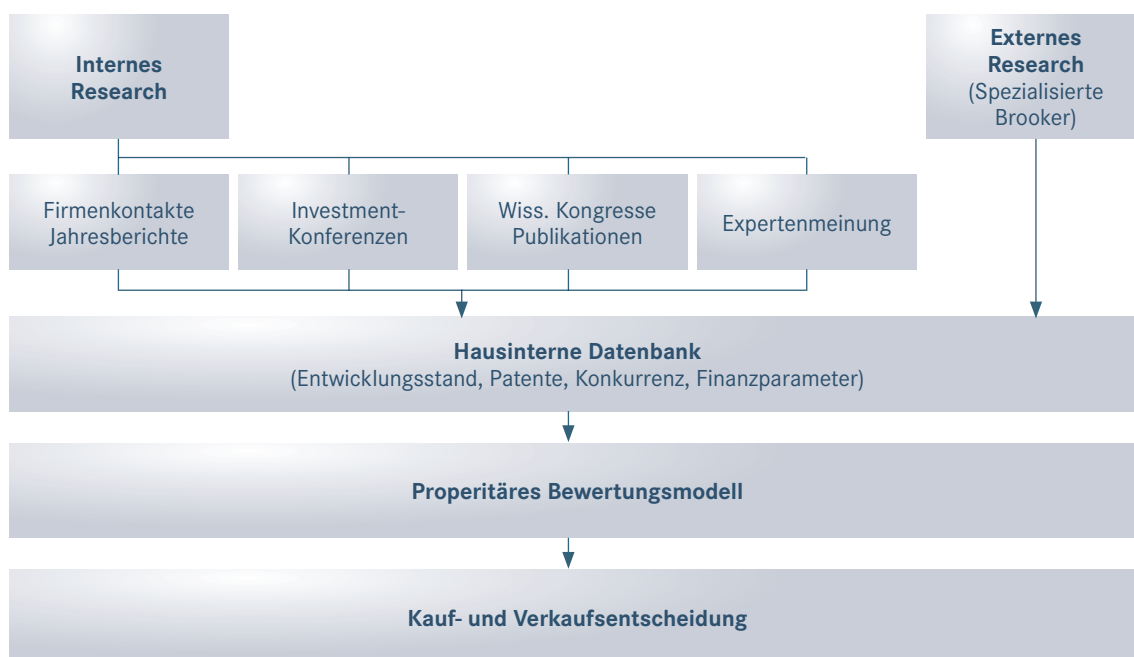 Internes
Research
Externes
Research
(Spezialisierte
Brooker)
Firmenkontakte
Jahresberichte
Investment-
Konferenzen
Wiss. Kongresse
Publikationen
Expertenmeinung
Hausinterne Datenbank
(Entwicklungsstand, Patente, Konkurrenz, Finanzparameter)
Properitäres Bewertungsmodell
Kauf- und Verkaufsentscheidung